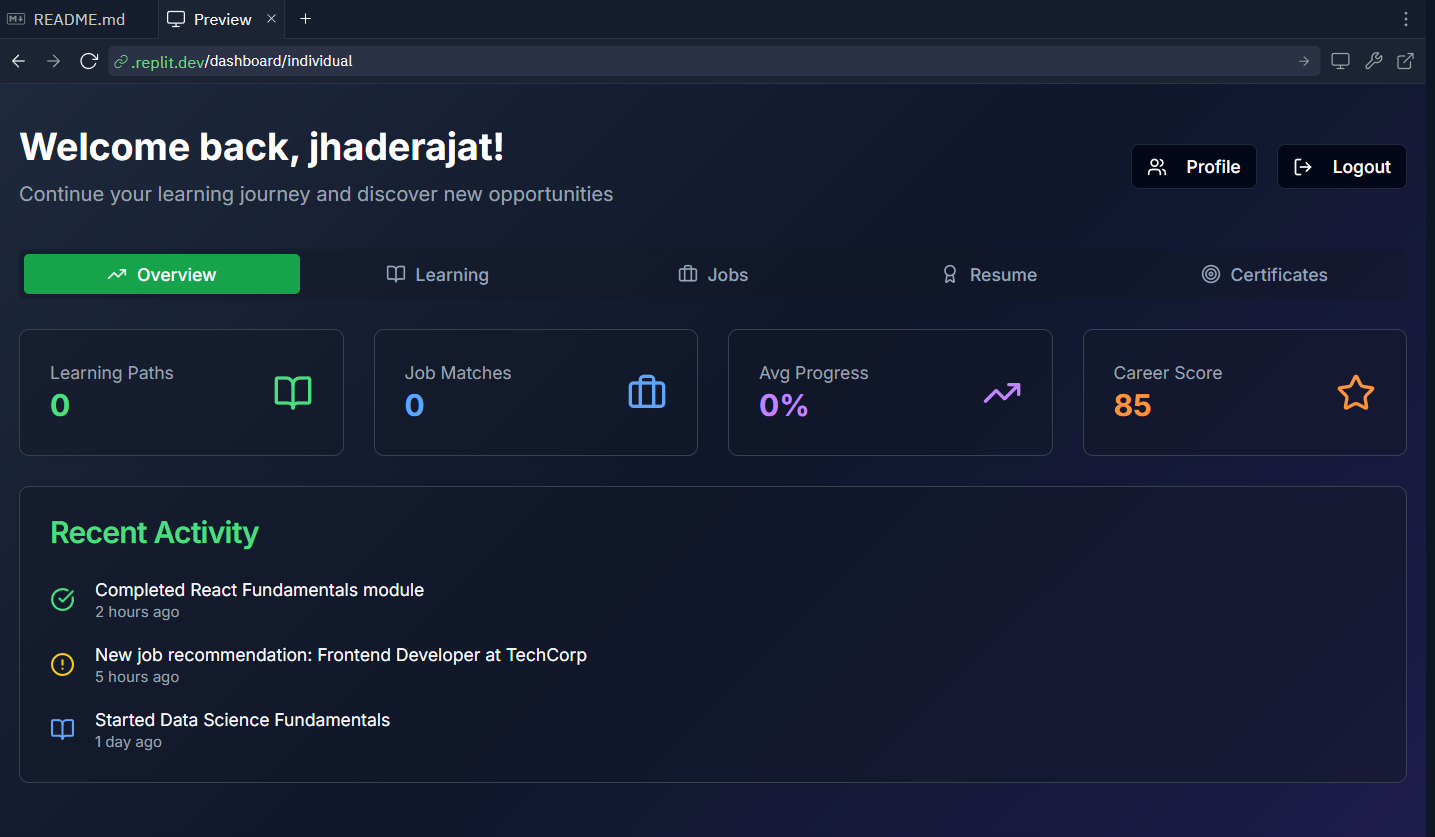 README.md
Preview
.replit.dev/dashboard/individual
Welcome back, jhaderajat!
Continue your learning journey and discover new opportunities
Profile
Logout
Overview
Learning
Jobs
Resume
Certificates
Learning Paths
0
Job Matches
0
Avg Progress
0%
Career Score
85
Recent Activity
Completed React Fundamentals module
2 hours ago
New job recommendation: Frontend Developer at TechCorp
5 hours ago
Started Data Science Fundamentals
1 day ago